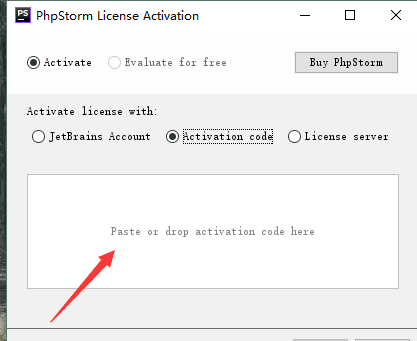 PS PhpStorm License Activation
Activate Evaluate for free Buy PhpStorm
Activate license with:
JetBrains Account Activation code License server
Paste or drop activation code here